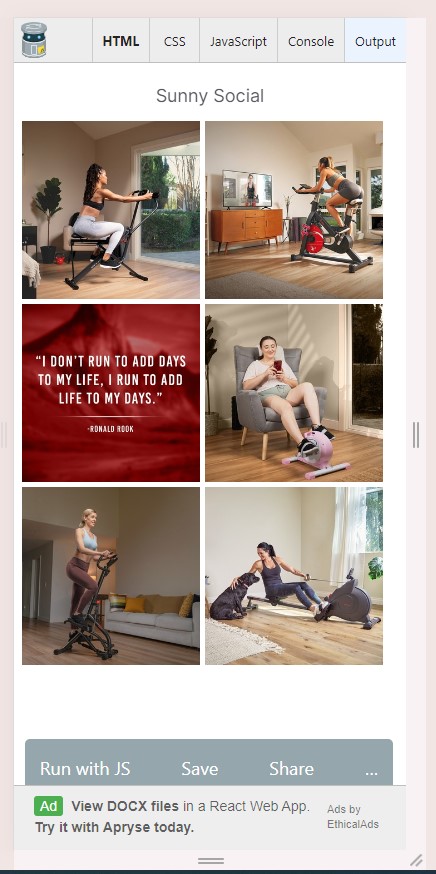 HTML
CSS
JavaScript
Console
Output
Sunny Social
“I DON’T RUN TO ADD DAYS
TO MY LIFE, I RUN TO ADD
LIFE TO MY DAYS.”
-RONALD ROOK
Run with JS
Save
Share
...
Ad View DOCX files in a React Web App.
Try it with Apryse today.
Ads by
EthicalAds